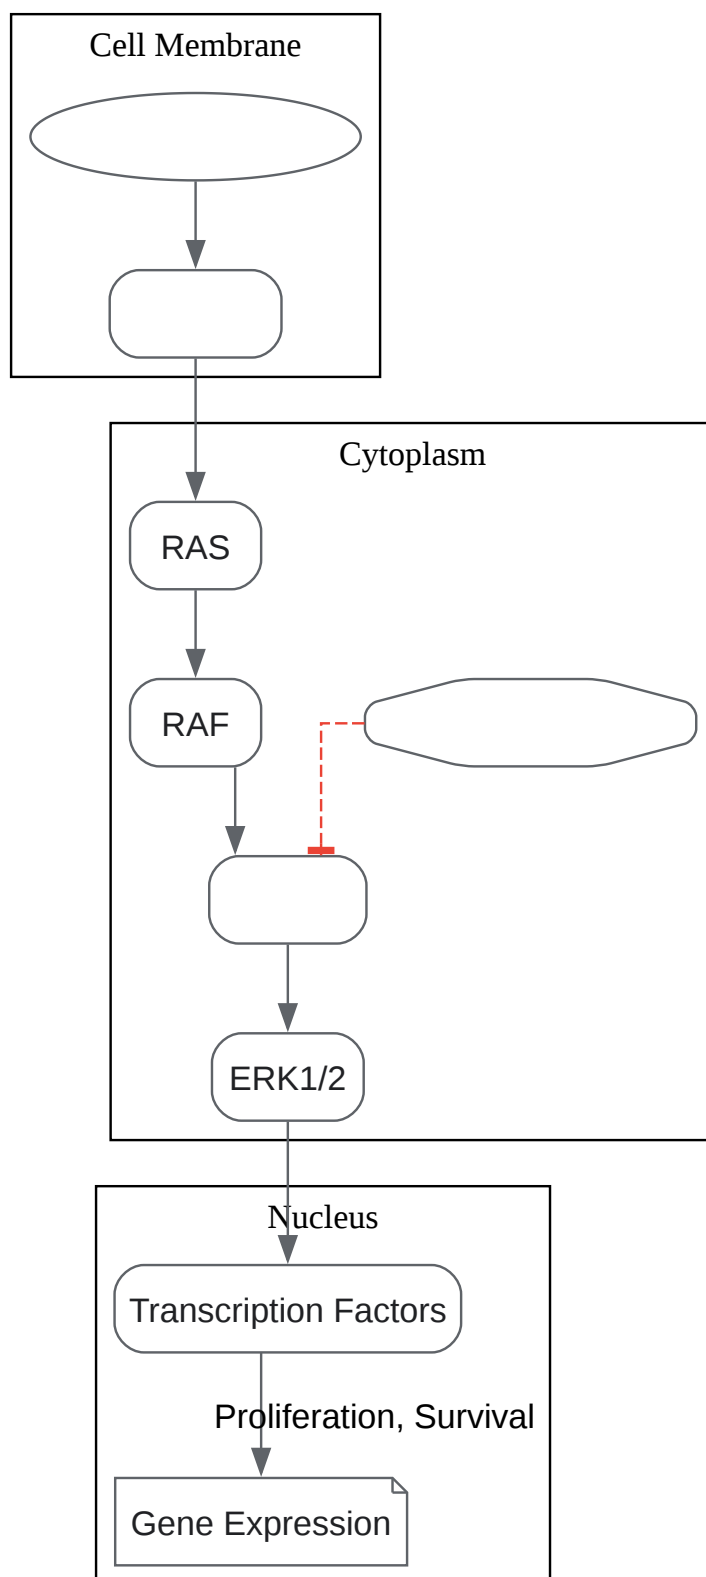 Cell Membrane
Cytoplasm
RAS
RAF
ERK1/2
Nucleus
Transcription Factors
Proliferation, Survival
Gene Expression